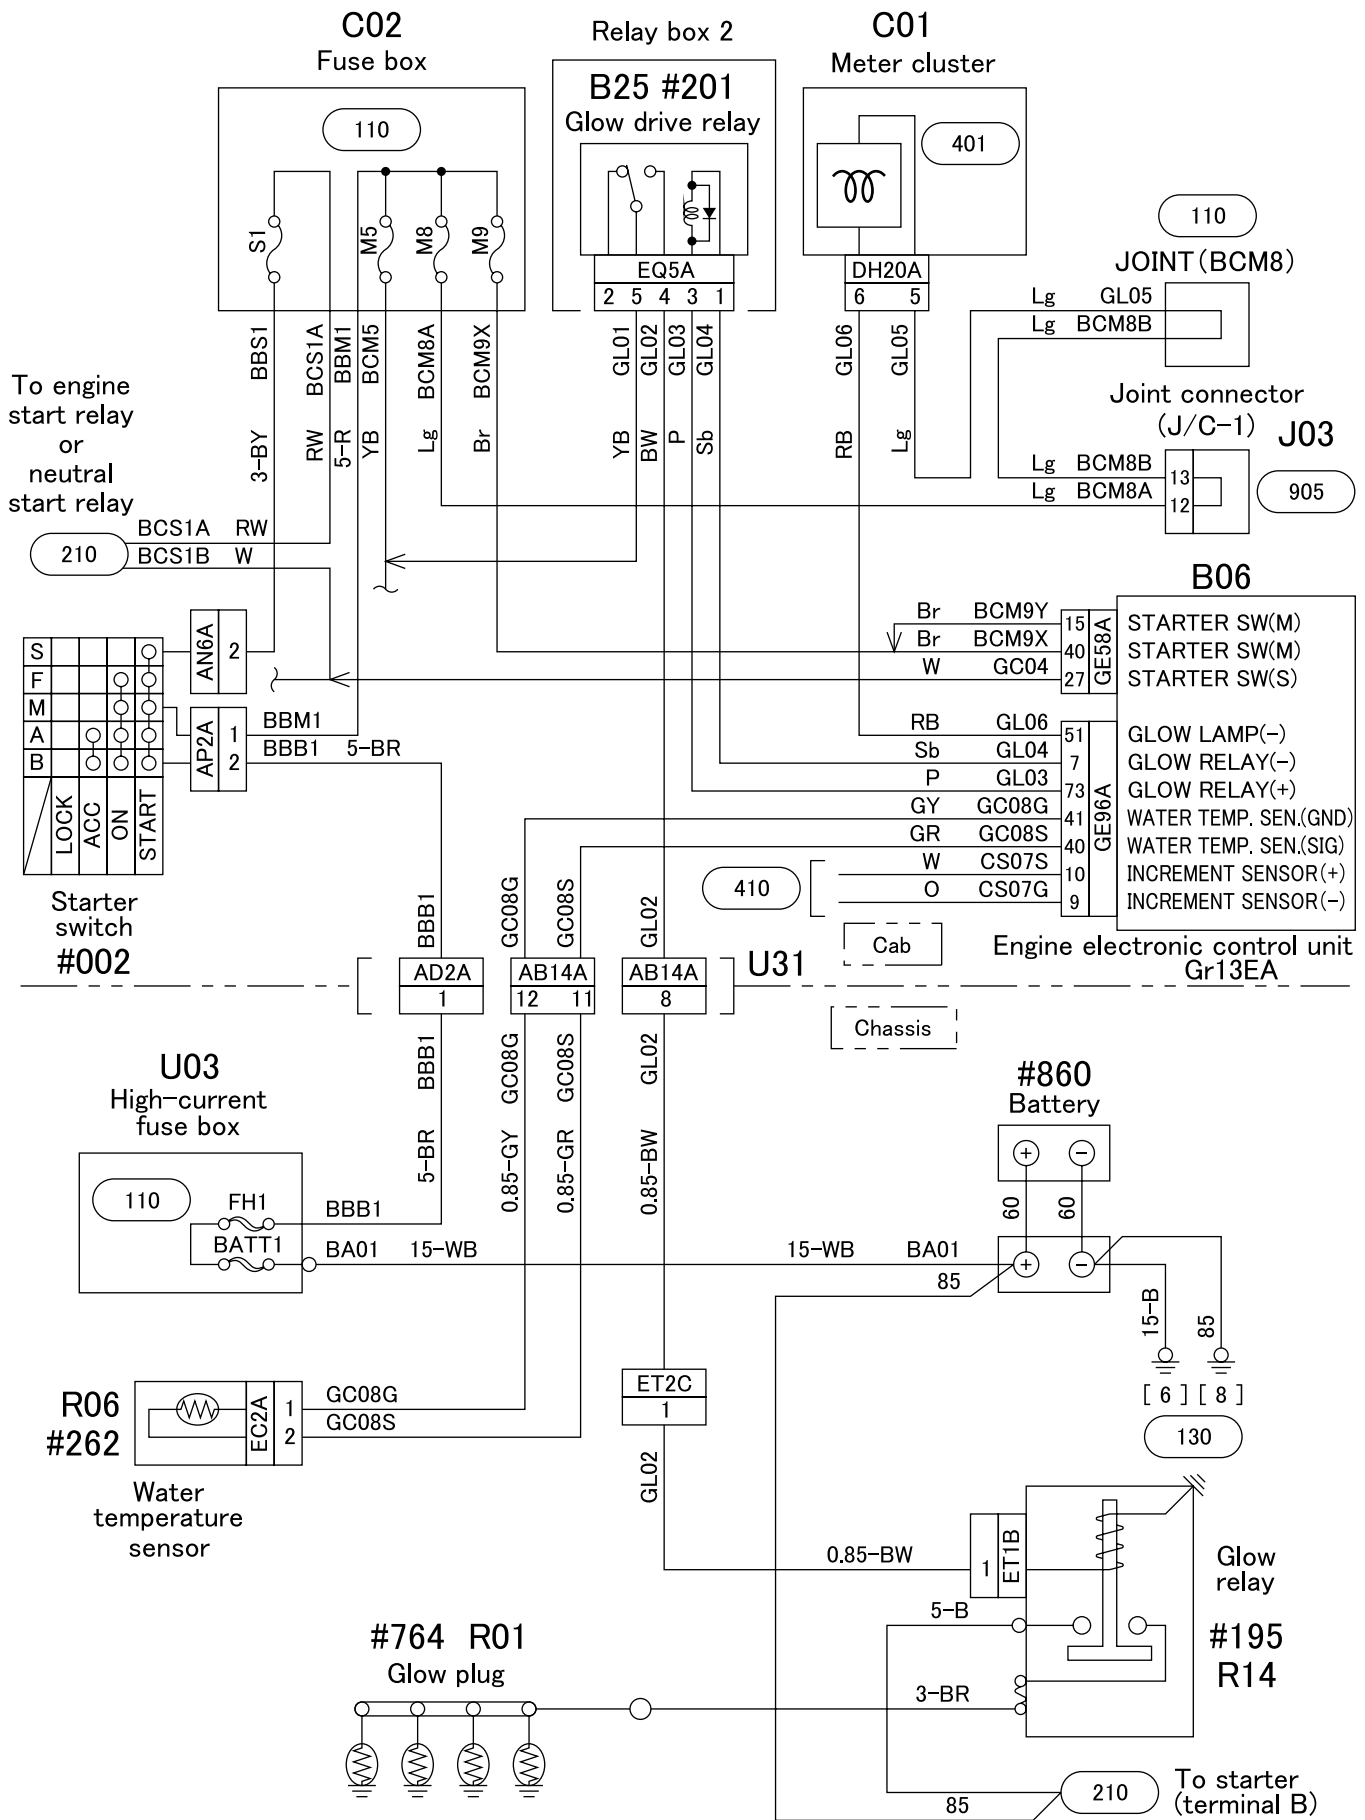 C02
Fuse box
Relay box 2
C01
Meter cluster
110
B25 #201
Glow drive relay
401
S1
M5
M8
M9
EQ5A
2 5 4 3 1
DH20A
6 5
110
JOINT(BCM8)
Lg GL05
Lg BCM8B
Joint connector
(J/C-1)
J03
Lg BCM8B
13
Lg BCM8A
12
905
BBS1
BCS1A
BBM1
BCM5
BCM8A
BCM9X
GL01
GL02
GL03
GL04
GL06
GL05
3-BY
RW
5-R
YB
Lg
Br
YB
BW
P
Sb
RB
Lg
To engine
start relay
or
neutral
start relay
210
BCS1A RW
BCS1B W
B06
Br BCM9Y
15
STARTER SW(M)
Br BCM9X
40
STARTER SW(M)
W GC04
27
STARTER SW(S)
GE58A
RB GL06
51
GLOW LAMP(-)
Sb GL04
7
GLOW RELAY(-)
P GL03
73
GLOW RELAY(+)
GY GC08G
41
WATER TEMP. SEN.(GND)
GR GC08S
40
WATER TEMP. SEN.(SIG)
W CS07S
10
INCREMENT SENSOR(+)
O CS07G
9
INCREMENT SENSOR(-)
GE96A
410
Engine electronic control unit
Gr13EA
S
F
M
A
B
LOCK
ACC
ON
START
AN6A
2
AP2A
1
2
BBM1
BBB1 5-BR
Starter
switch
#002
BBB1
GC08G
GC08S
GL02
Cab
AD2A
1
AB14A
12 11
AB14A
8
U31
Chassis
BBB1
GC08G
GC08S
GL02
5-BR
0.85-GY
0.85-GR
0.85-BW
U03
High-current
fuse box
110
FH1
BATT1
BBB1
BA01 15-WB
15-WB BA01
85
#860
Battery
+ -
60
60
+ -
15-B
85
[ 6 ] [ 8 ]
130
R06
#262
EC2A
1
2
GC08G
GC08S
Water
temperature
sensor
ET2C
1
GL02
0.85-BW
1
ET1B
Glow
relay
#195
R14
5-B
3-BR
#764 R01
Glow plug
85
210
To starter
(terminal B)